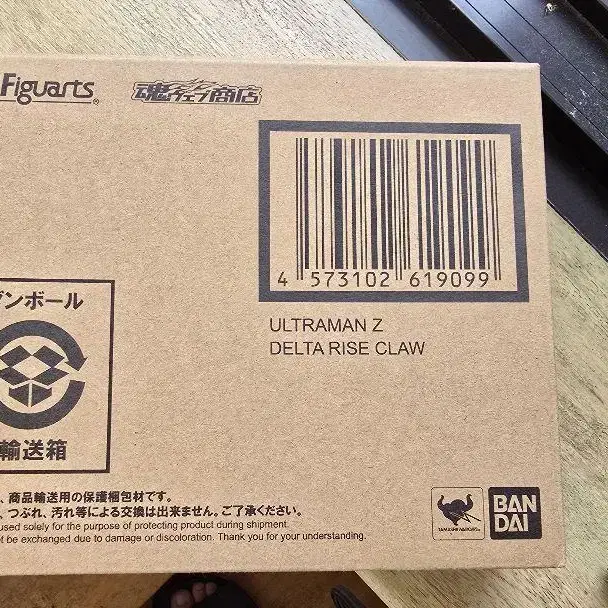 Figuarts
魂ウェブ商店
4 573102 619099
ULTRAMAN Z
DELTA RISE CLAW
ンボール
輸送箱
、商品輸送用の保護梱包材です。
、つぶれ、汚れ等による交換は出来ません。ご了承ください。
used solely for the purpose of protecting product during shipment.
ot be exchanged due to damage or discoloration. Thank you for your understanding.
TAMASHII NATIONS
BAN
DAI